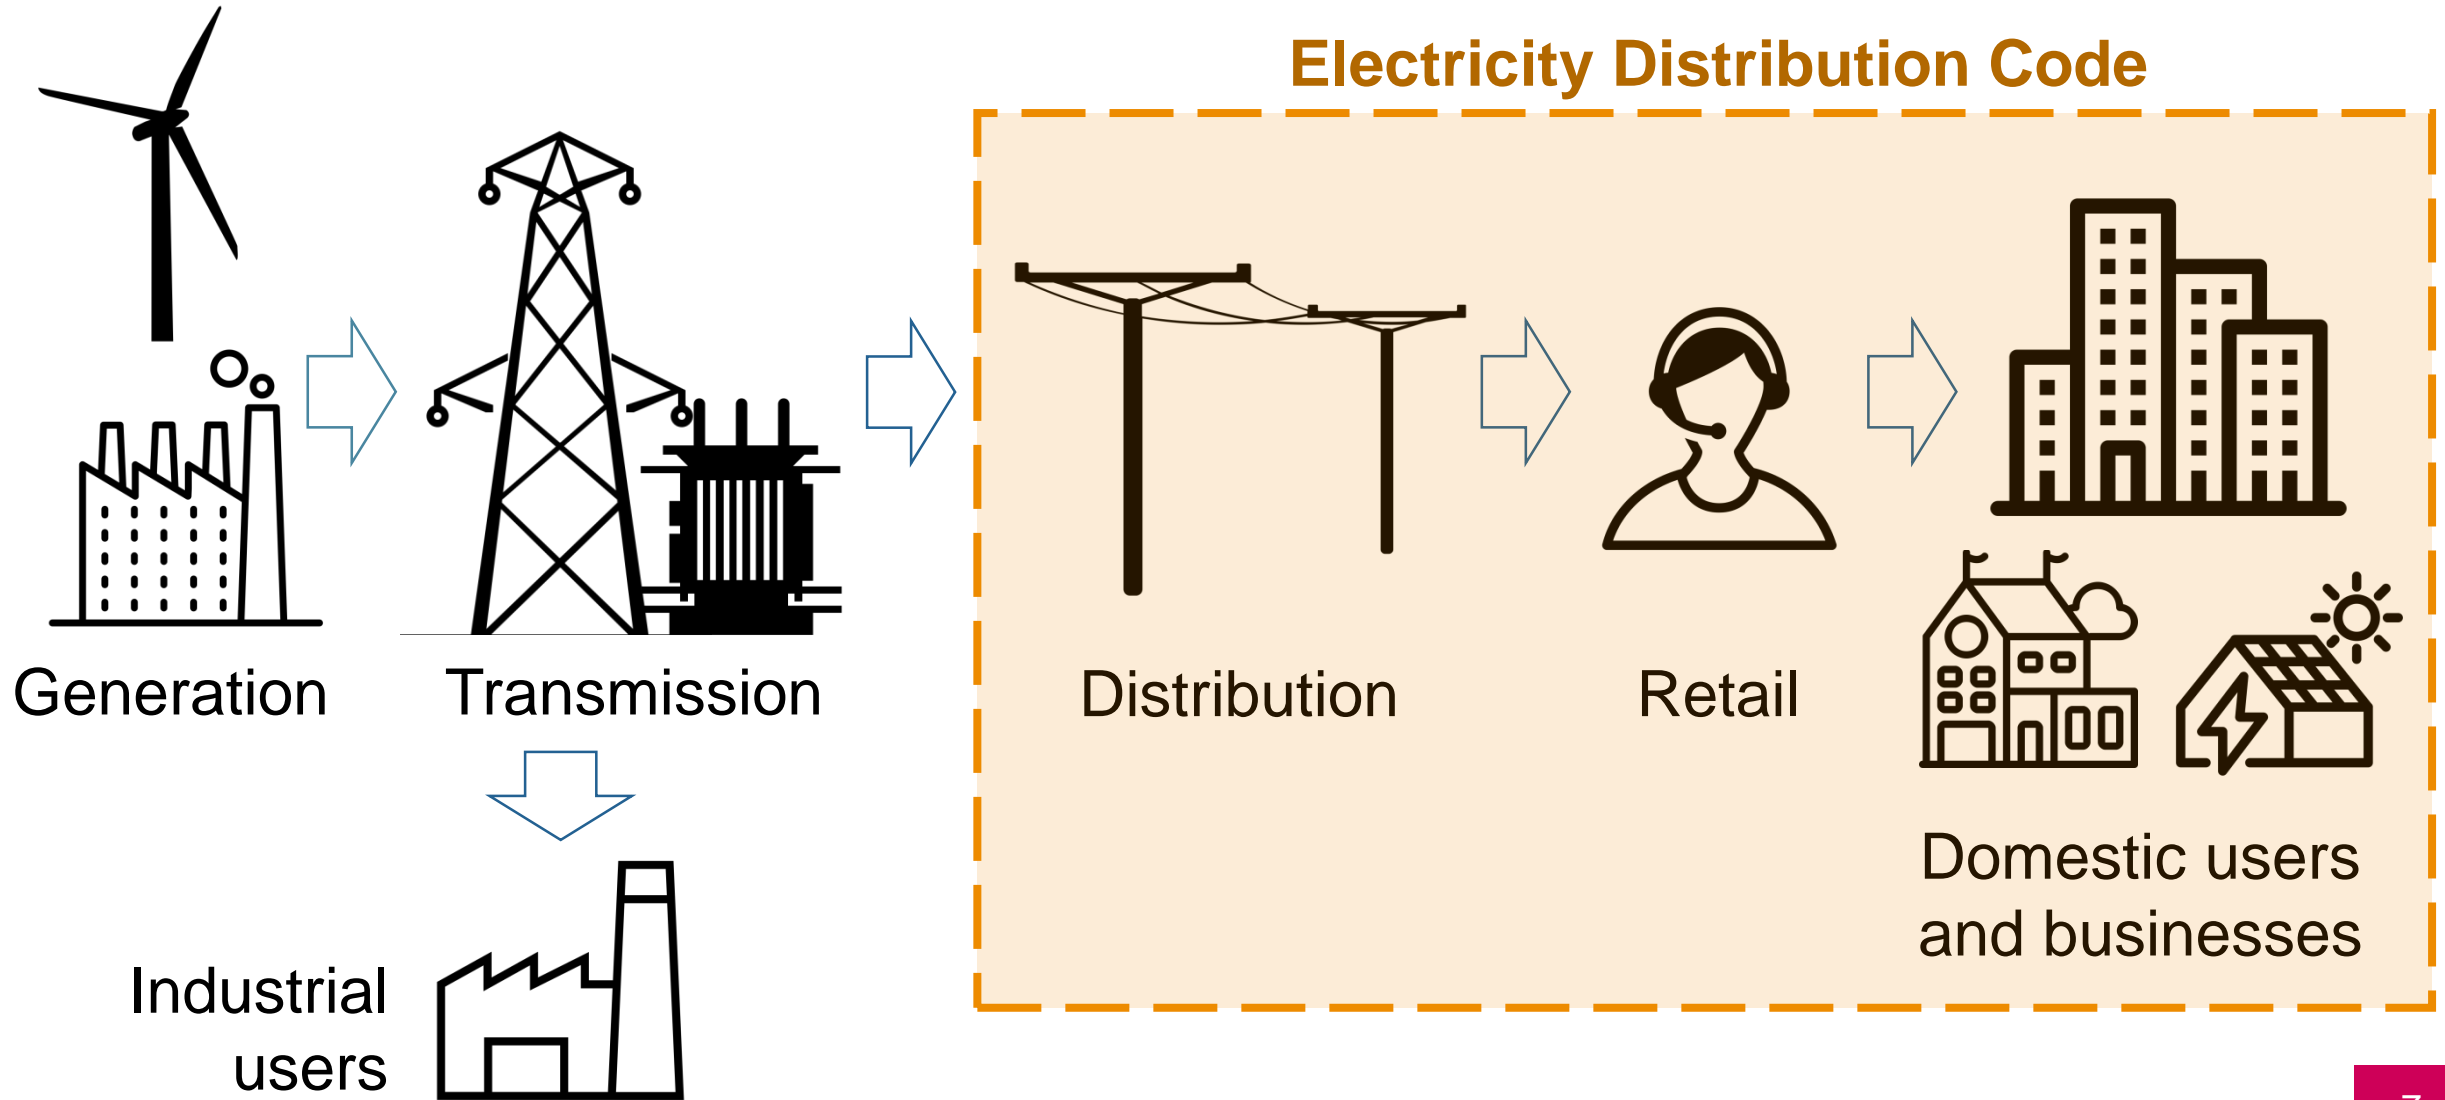 Electricity Distribution Code
Generation
Transmission
Distribution
Retail
Domestic users
and businesses
Industrial
users